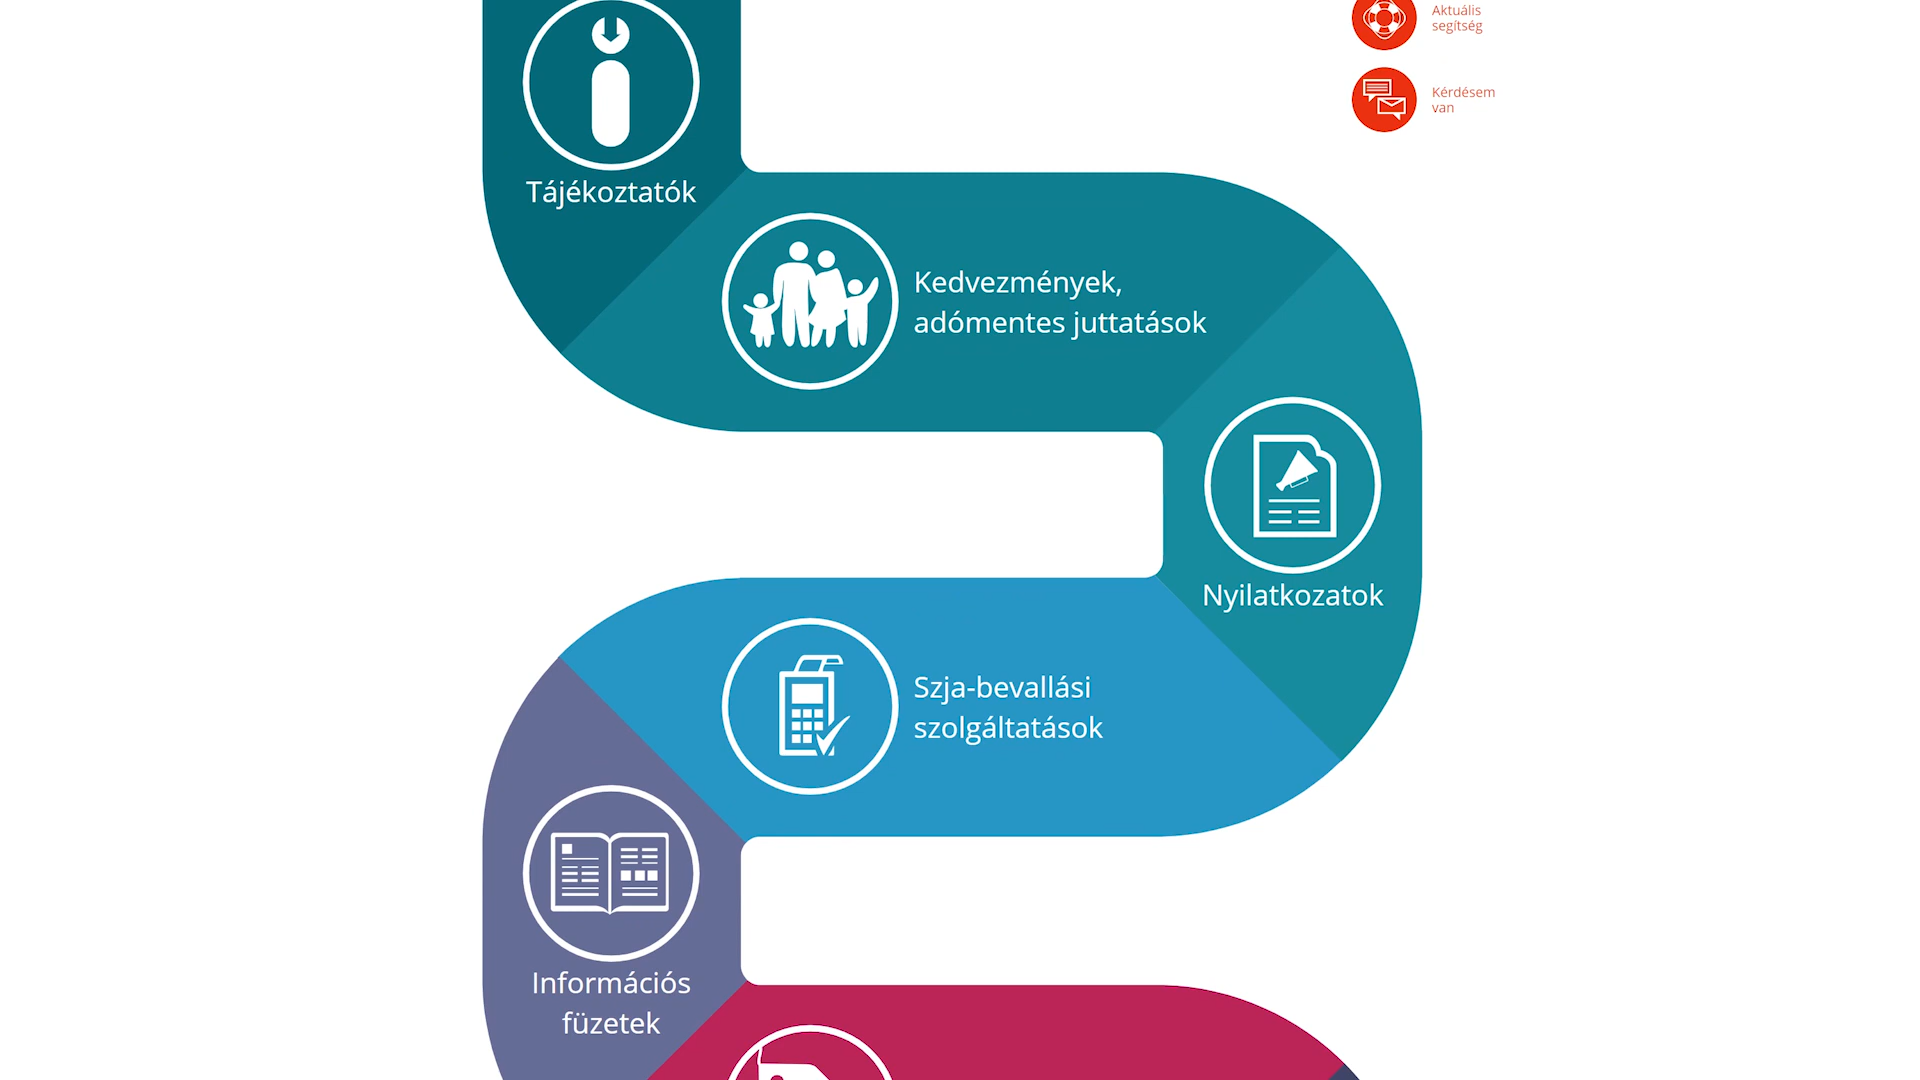 Aktuális
segítség
Kérdésem
van
Tájékoztatók
Kedvezmények,
adómentes juttatások
Nyilatkozatok
Szja-bevallási
szolgáltatások
Információs
füzetek